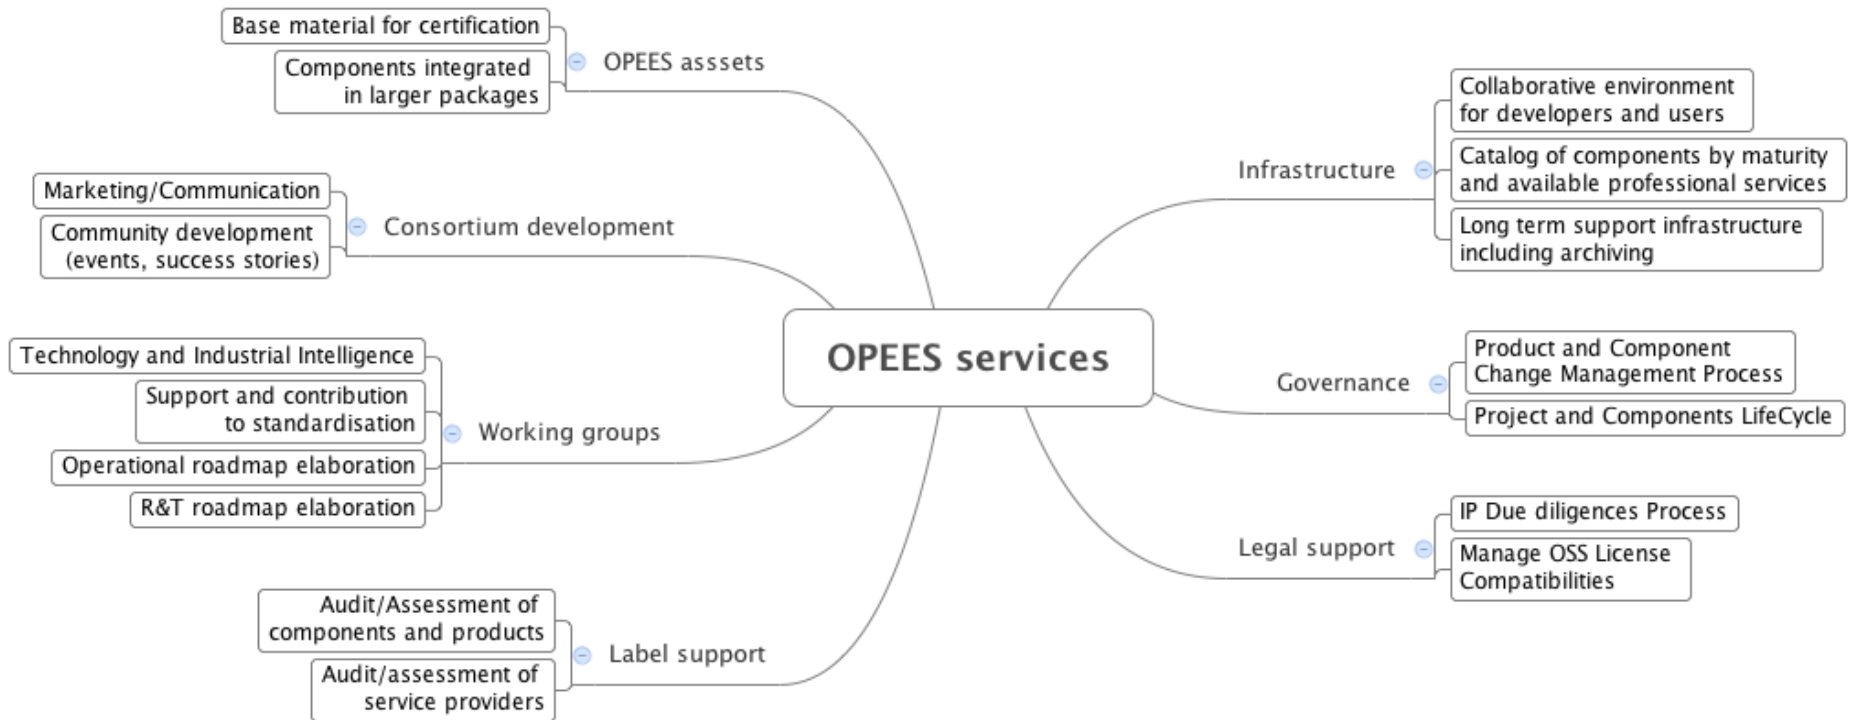 Base material for certification
Components integrated
in larger packages
OPEES asssets
Marketing/Communication
Community development
(events, success stories)
Consortium development
Technology and Industrial Intelligence
Support and contribution
to standardisation
Operational roadmap elaboration
R&T roadmap elaboration
Working groups
Audit/Assessment of
components and products
Audit/assessment of
service providers
Label support
OPEES services
Infrastructure
Collaborative environment
for developers and users
Catalog of components by maturity
and available professional services
Long term support infrastructure
including archiving
Governance
Product and Component
Change Management Process
Project and Components LifeCycle
Legal support
IP Due diligences Process
Manage OSS License
Compatibilities